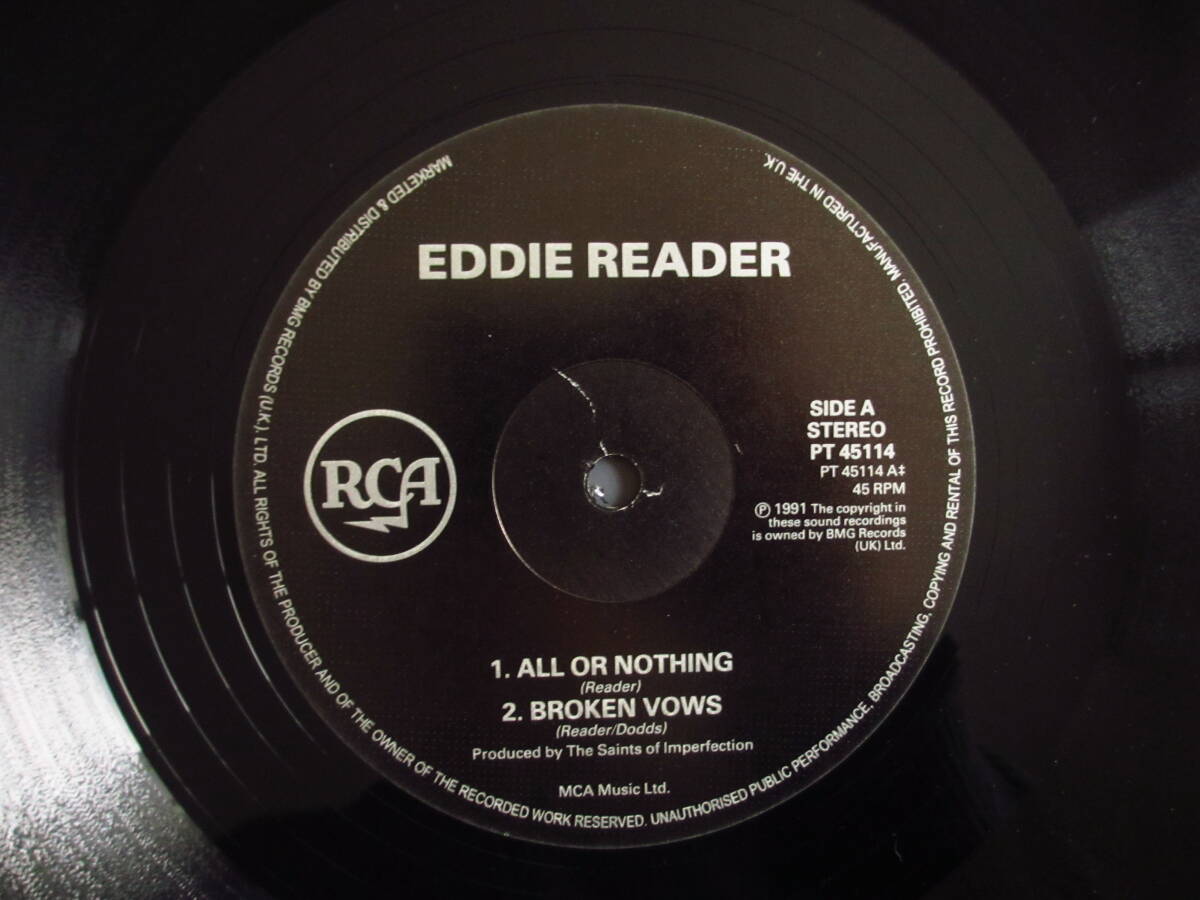 EDDIE READER
RCA
SIDE A
STEREO
PT 45114
PT 45114 A‡
45 RPM
℗ 1991 The copyright in
these sound recordings
is owned by BMG Records
(UK) Ltd.
1. ALL OR NOTHING
(Reader)
2. BROKEN VOWS
(Reader/Dodds)
Produced by The Saints of Imperfection
MCA Music Ltd.
MARKETED & DISTRIBUTED BY BMG RECORDS (U.K.). LTD. ALL RIGHTS OF THE PRODUCER AND OF THE OWNER OF THE RECORDED WORK RESERVED. UNAUTHORISED PUBLIC PERFORMANCE, BROADCASTING, COPYING AND RENTAL OF THIS RECORD PROHIBITED. MANUFACTURED IN THE U.K.